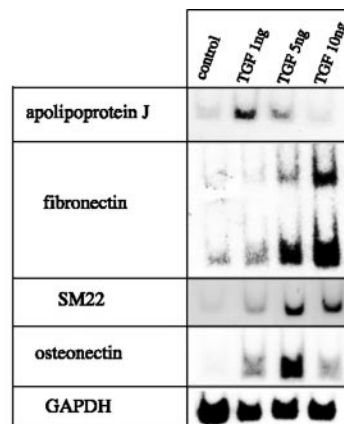 control
TGF 1ng
TGF 5ng
TGF 10ng
apolipoprotein J
fibronectin
SM22
osteonectin
GAPDH